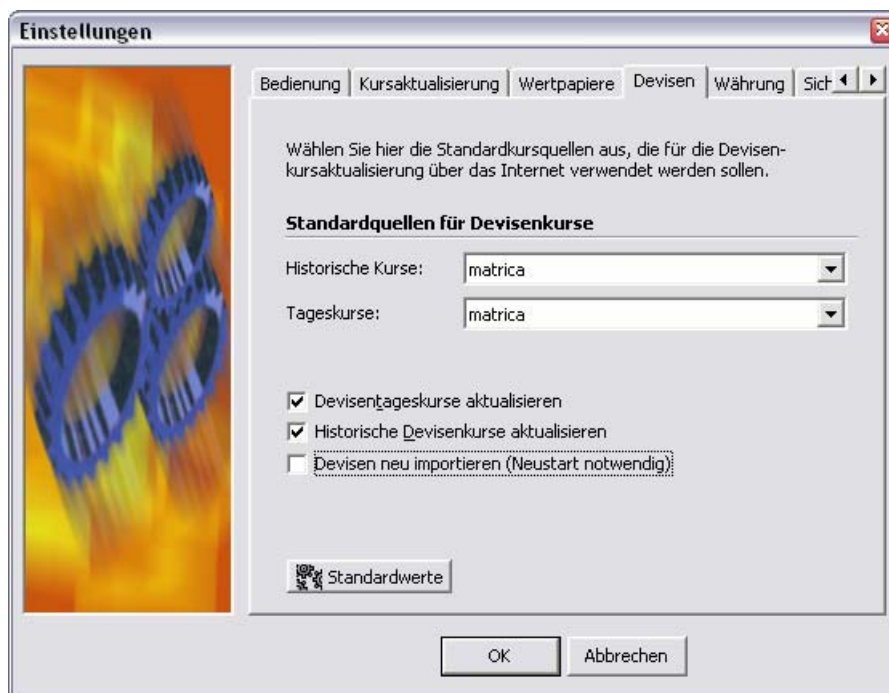 Einstellungen
Bedienung Kursaktualisierung Wertpapiere Devisen Währung Sich
Wählen Sie hier die Standardkursquellen aus, die für die Devisen-
kursaktualisierung über das Internet verwendet werden sollen.
Standardquellen für Devisenkurse
Historische Kurse: matrica
Tageskurse: matrica
Devisentageskurse aktualisieren
Historische Devisenkurse aktualisieren
Devisen neu importieren (Neustart notwendig)
Standardwerte
OK Abbrechen